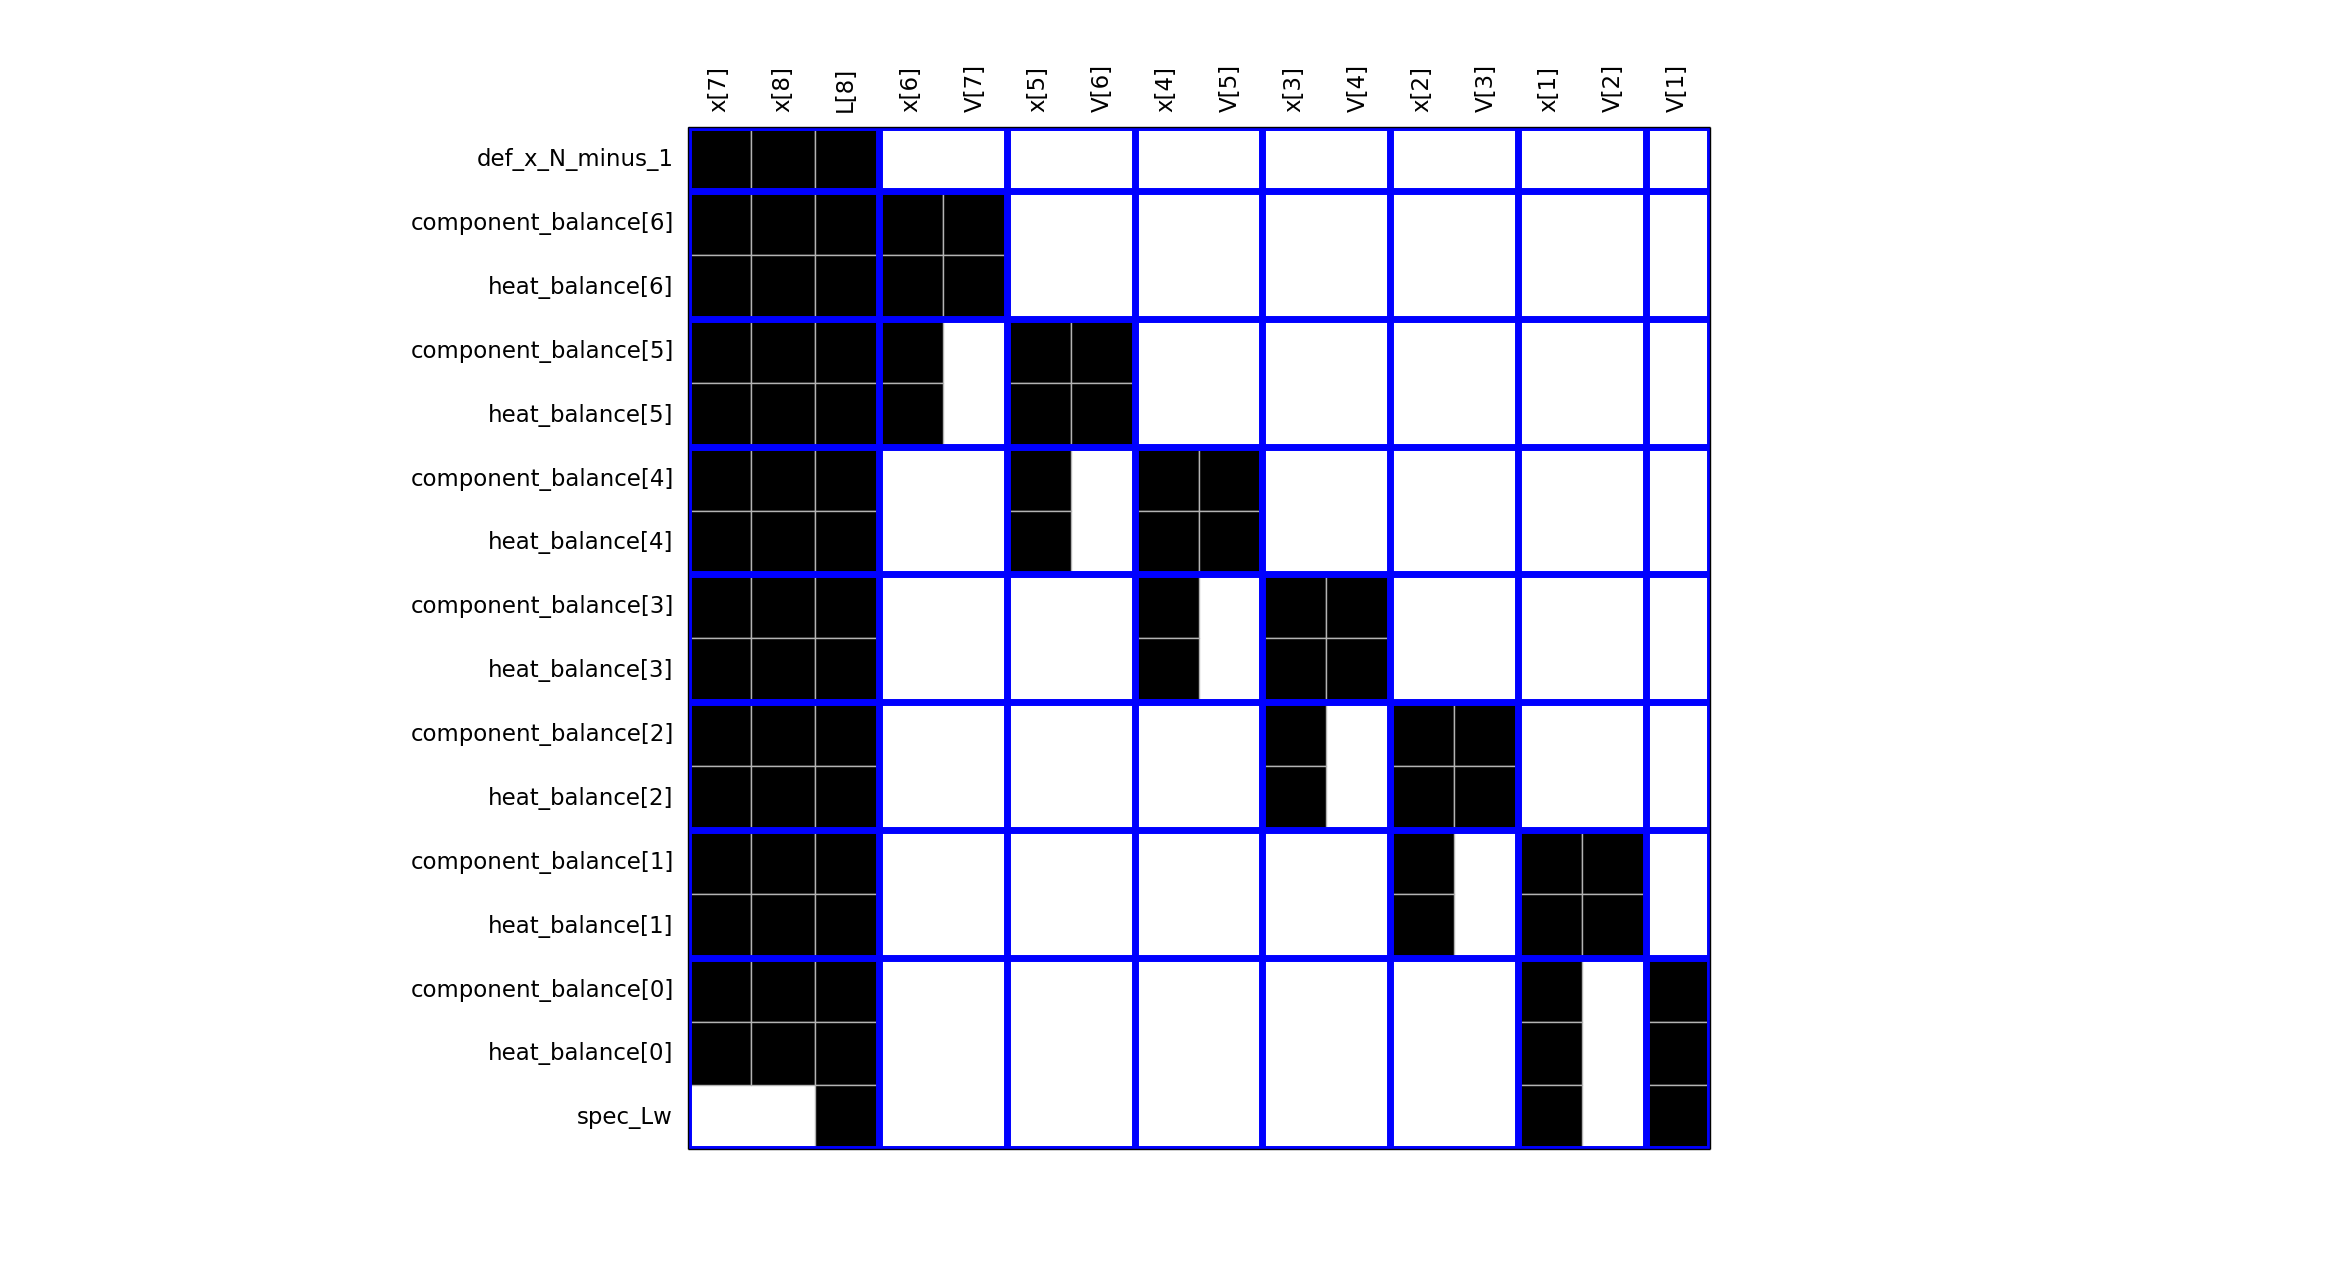 x[7] x[8] L[8] x[6] V[7] x[5] V[6] x[4] V[5] x[3] V[4] x[2] V[3] x[1] V[2] V[1]
def_x_N_minus_1
component_balance[6]
heat_balance[6]
component_balance[5]
heat_balance[5]
component_balance[4]
heat_balance[4]
component_balance[3]
heat_balance[3]
component_balance[2]
heat_balance[2]
component_balance[1]
heat_balance[1]
component_balance[0]
heat_balance[0]
spec_Lw